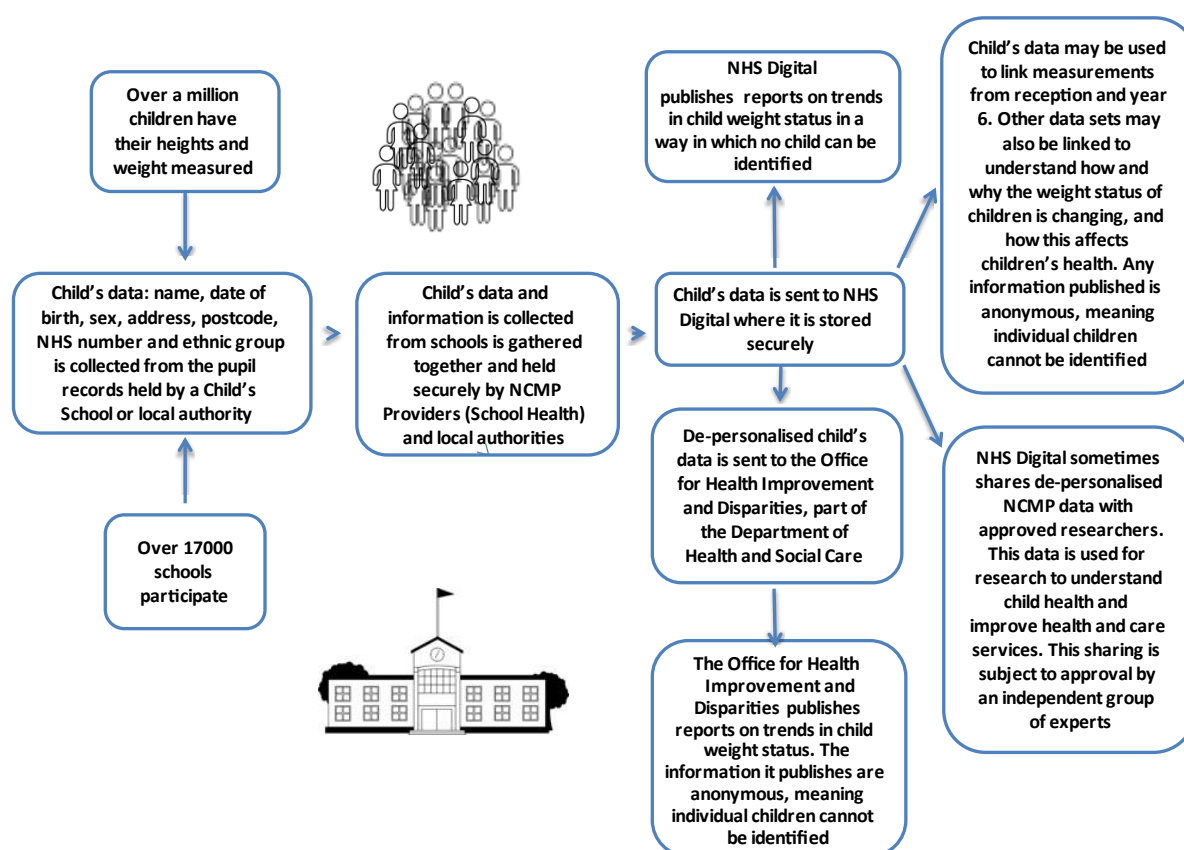 Over a million
children have
their heights and
weight measured
Child's data: name, date of
birth, sex, address, postcode,
NHS number and ethnic group
is collected from the pupil
records held by a Child's
School or local authority
Over 17000
schools
participate
Child's data and
information is collected
from schools is gathered
together and held
securely by NCMP
Providers (School Health)
and local authorities
NHS Digital
publishes reports on trends
in child weight status in a
way in which no child can be
identified
Child's data is sent to NHS
Digital where it is stored
securely
De-personalised child's
data is sent to the Office
for Health Improvement
and Disparities, part of
the Department of
Health and Social Care
The Office for Health
Improvement and
Disparities publishes
reports on trends in child
weight status. The
information it publishes are
anonymous, meaning
individual children cannot
be identified
Child's data may be used
to link measurements
from reception and year
6. Other data sets may
also be linked to
understand how and
why the weight status of
children is changing, and
how this affects
children's health. Any
information published is
anonymous, meaning
individual children
cannot be identified
NHS Digital sometimes
shares de-personalised
NCMP data with
approved researchers.
This data is used for
research to understand
child health and
improve health and care
services. This sharing is
subject to approval by
an independent group
of experts